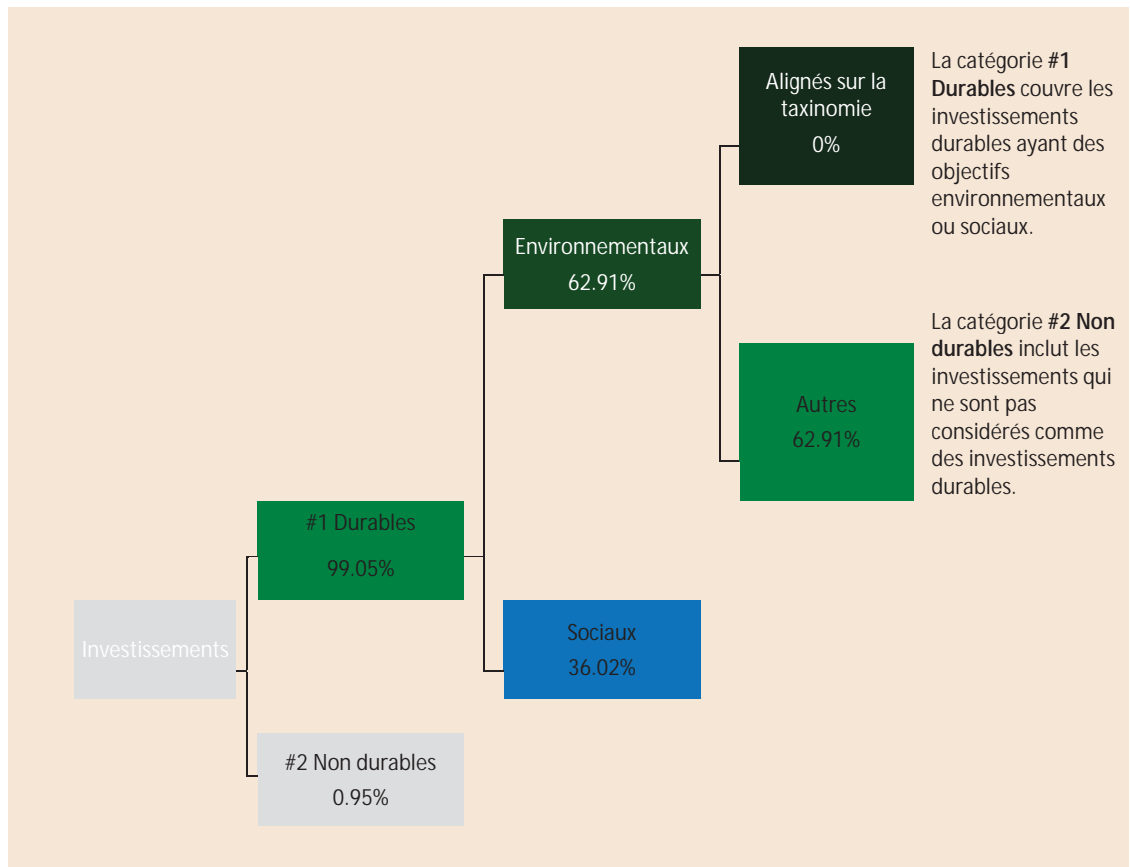 Alignés sur la
taxinomie
0%
La catégorie #1
Durables couvre les
investissements
durables ayant des
objectifs
environnementaux
ou sociaux.
Environnementaux
62.91%
La catégorie #2 Non
durables inclut les
investissements qui
ne sont pas
considérés comme
des investissements
durables.
Autres
62.91%
#1 Durables
99.05%
Investissements
Sociaux
36.02%
#2 Non durables
0.95%